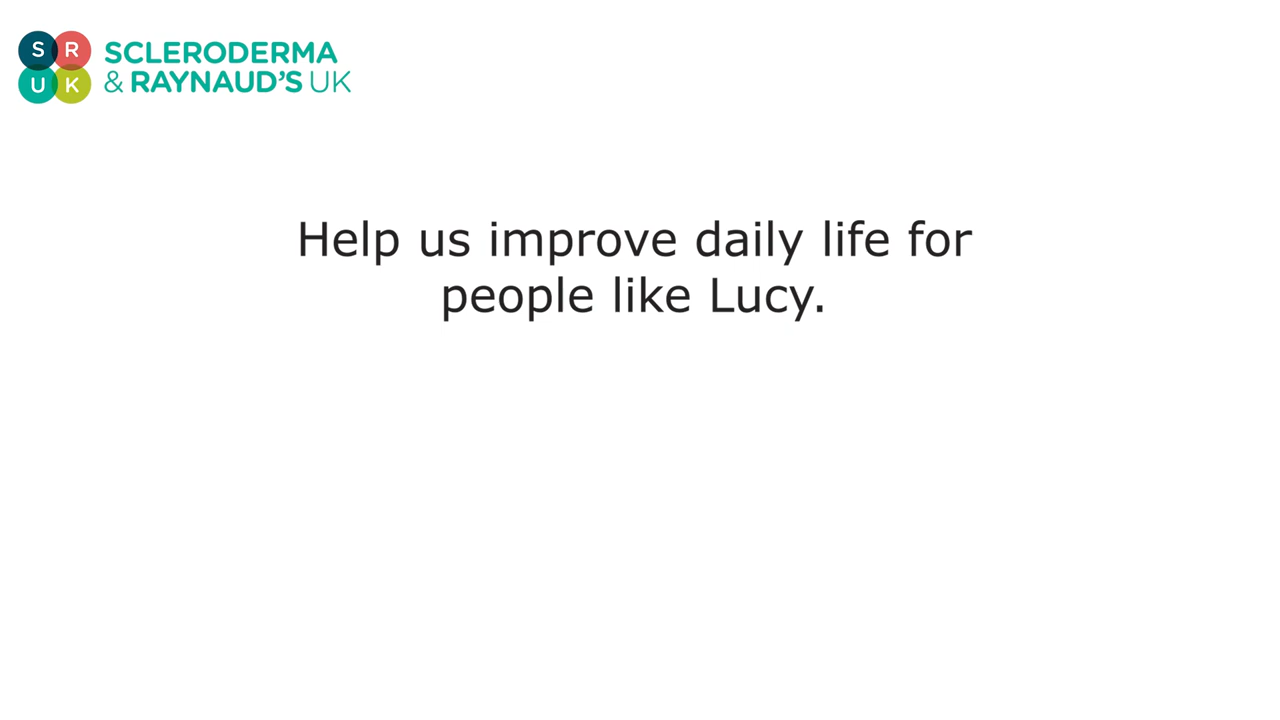 S R
U K
SCLERODERMA
& RAYNAUD'S UK
Help us improve daily life for
people like Lucy.